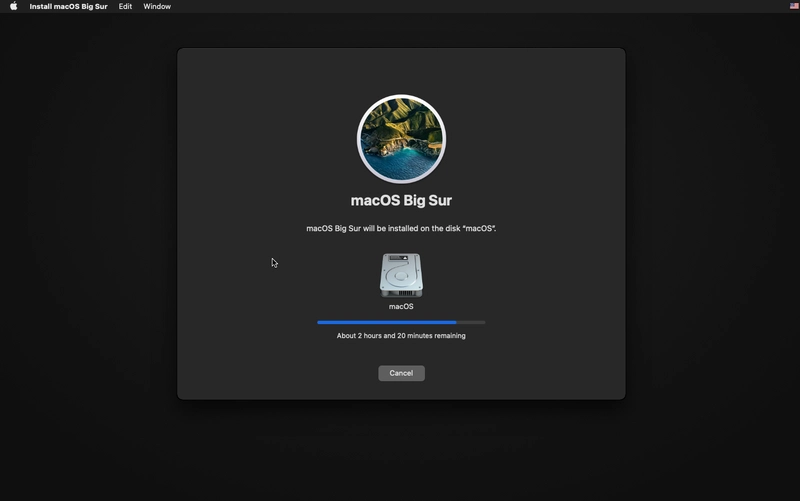 Install macOS Big Sur Edit Window
macOS Big Sur
macOS Big Sur will be installed on the disk “macOS”.
macOS
About 2 hours and 20 minutes remaining
Cancel